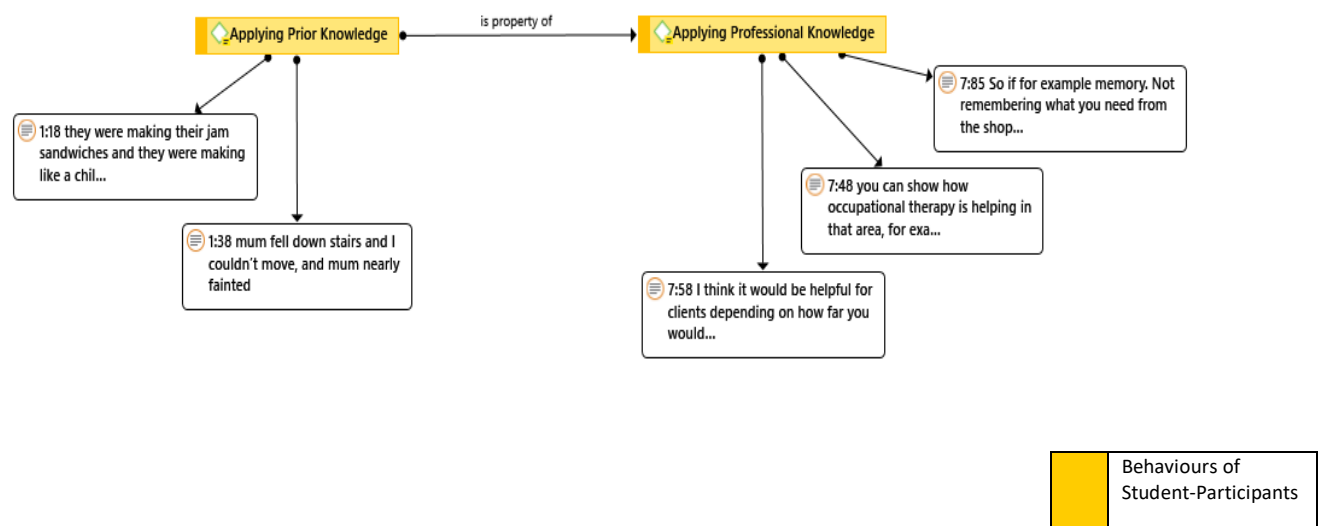 is property of
Applying Prior Knowledge
Applying Professional Knowledge
7:85 So if for example memory. Not
remembering what you need from
the shop...
1:18 they were making their jam
sandwiches and they were making
like a chil...
7:48 you can show how
occupational therapy is helping in
that area, for exa...
1:38 mum fell down stairs and I
couldn't move, and mum nearly
fainted
7:58 I think it would be helpful for
clients depending on how far you
would...
Behaviours of
Student-Participants